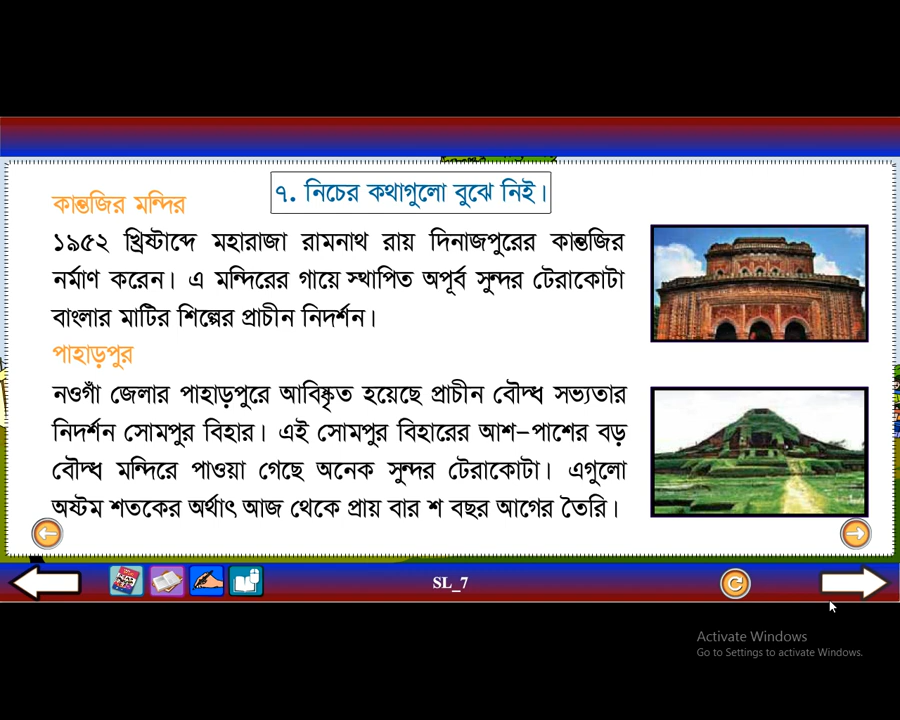 ৭. নিচের কথাগুলো বুঝে নিই।
কান্তজির মন্দির
১৯৫২ খ্রিষ্টাব্দে মহারাজা রামনাথ রায় দিনাজপুরের কান্তজির
নর্মাণ করেন। এ মন্দিরের গায়ে স্থাপিত অপূর্ব সুন্দর টেরাকোটা
বাংলার মাটির শিল্পের প্রাচীন নিদর্শন।
পাহাড়পুর
নওগাঁ জেলার পাহাড়পুরে আবিষ্কৃত হয়েছে প্রাচীন বৌদ্ধ সভ্যতার
নিদর্শন সোমপুর বিহার। এই সোমপুর বিহারের আশ-পাশের বড়
বৌদ্ধ মন্দিরে পাওয়া গেছে অনেক সুন্দর টেরাকোটা। এগুলো
অষ্টম শতকের অর্থাৎ আজ থেকে প্রায় বার শ বছর আগের তৈরি।
SL_7
Activate Windows
Go to Settings to activate Windows.